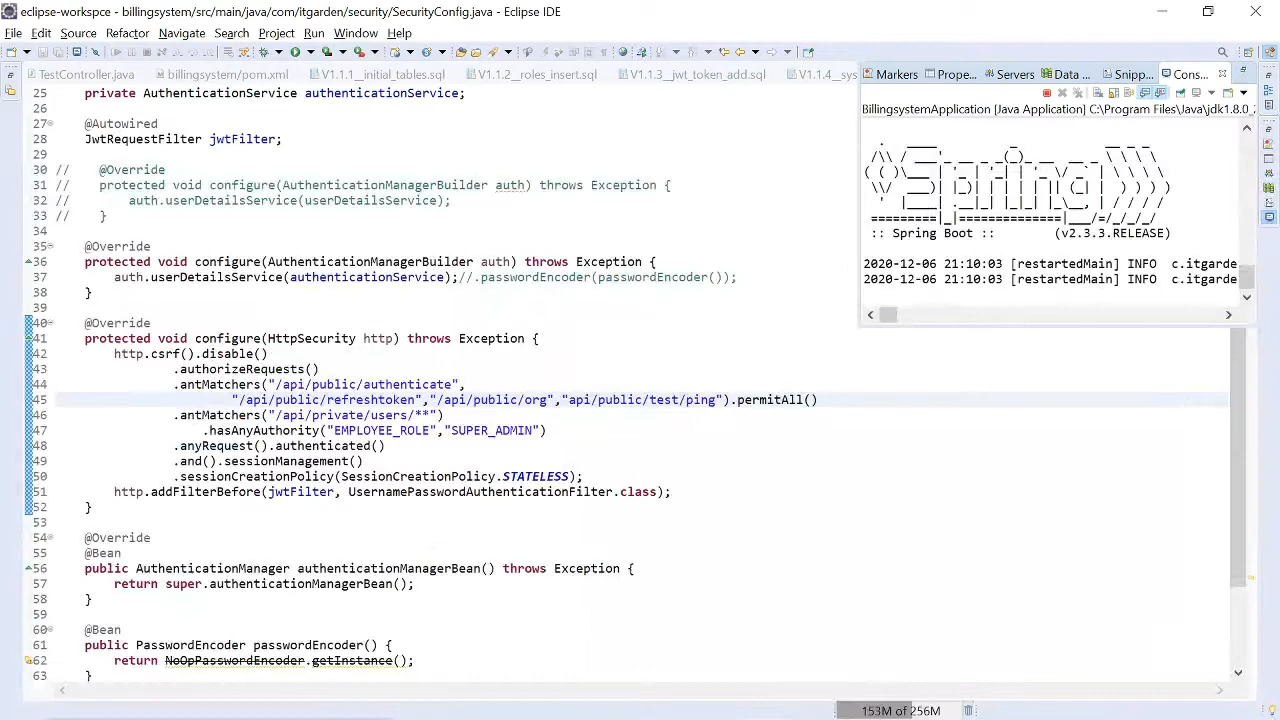 eclipse-workspce - billingsystem/src/main/java/com/itgarden/security/SecurityConfig.java - Eclipse IDE
File Edit Source Refactor Navigate Search Project Run Window Help
TestController.java billingsystem/pom.xml V1.1.1__initial_tables.sql V1.1.2__roles_insert.sql V1.1.3__jwt_token_add.sql V1.1.4__sys
Markers Prope... Servers Data ... Snipp... Cons...
BillingsystemApplication [Java Application] C:\Program Files\Java\jdk1.8.0_2
:: Spring Boot :: (v2.3.3.RELEASE)
2020-12-06 21:10:03 [restartedMain] INFO c.itgarde
2020-12-06 21:10:03 [restartedMain] INFO c.itgarde
25 private AuthenticationService authenticationService;
26
27 @Autowired
28 JwtRequestFilter jwtFilter;
29
30 // @Override
31 // protected void configure(AuthenticationManagerBuilder auth) throws Exception {
32 // auth.userDetailsService(userDetailsService);
33 // }
34
35 @Override
36 protected void configure(AuthenticationManagerBuilder auth) throws Exception {
37 auth.userDetailsService(authenticationService);//.passwordEncoder(passwordEncoder());
38 }
39
40 @Override
41 protected void configure(HttpSecurity http) throws Exception {
42 http.csrf().disable()
43 .authorizeRequests()
44 .antMatchers("/api/public/authenticate",
45 "/api/public/refreshtoken","/api/public/org","api/public/test/ping").permitAll()
46 .antMatchers("/api/private/users/**")
47 .hasAnyAuthority("EMPLOYEE_ROLE","SUPER_ADMIN")
48 .anyRequest().authenticated()
49 .and().sessionManagement()
50 .sessionCreationPolicy(SessionCreationPolicy.STATELESS);
51 http.addFilterBefore(jwtFilter, UsernamePasswordAuthenticationFilter.class);
52 }
53
54 @Override
55 @Bean
56 public AuthenticationManager authenticationManagerBean() throws Exception {
57 return super.authenticationManagerBean();
58 }
59
60 @Bean
61 public PasswordEncoder passwordEncoder() {
62 return NoOpPasswordEncoder.getInstance();
63 }
153M of 256M